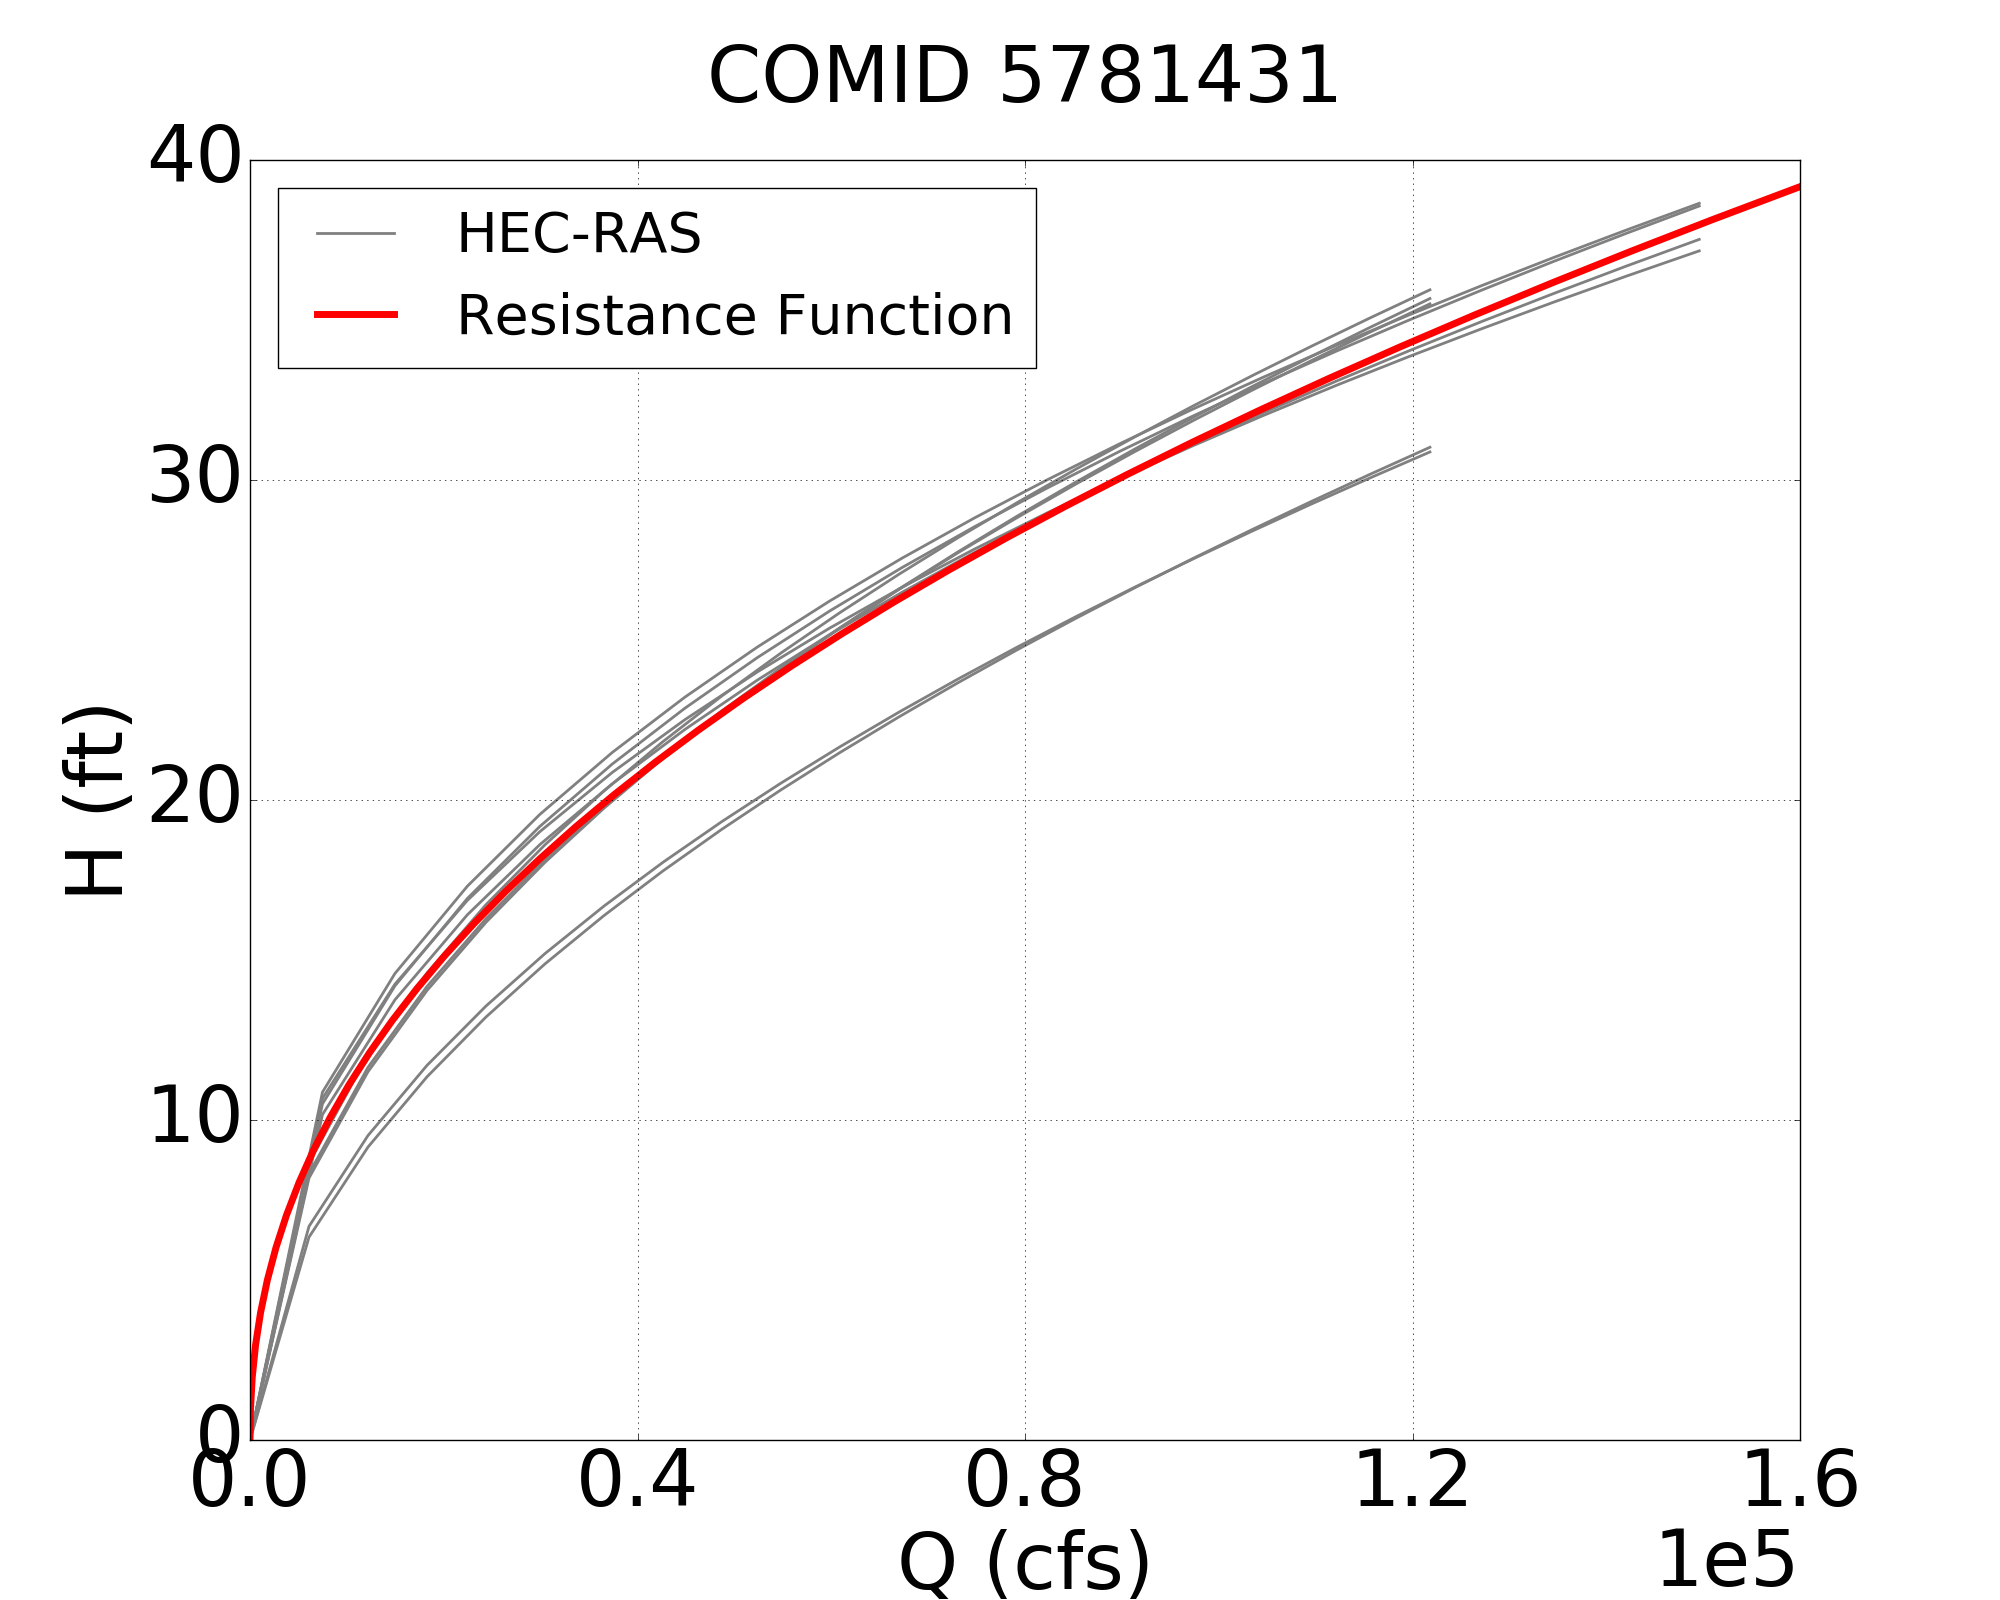 COMID 5781431
40
HEC-RAS
Resistance Function
30
20
10
0
H (ft)
0.0 0.4 0.8 1.2 1.6
Q (cfs) 1e5